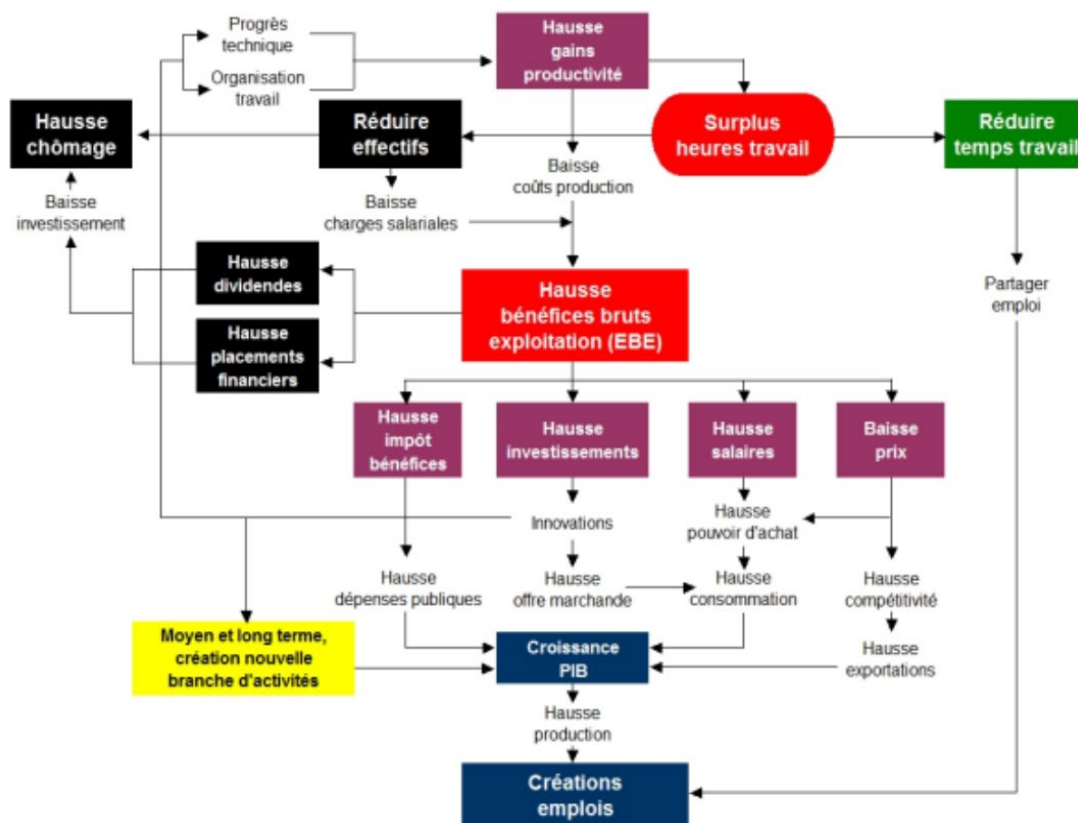 Progrès
technique
Organisation
travail
Hausse
gains
productivité
Hausse
chômage
Réduire
effectifs
Surplus
heures travail
Réduire
temps travail
Baisse
coûts production
Baisse
investissement
Baisse
charges salariales
Hausse
dividendes
Hausse
placements
financiers
Hausse
bénéfices bruts
exploitation (EBE)
Partager
emploi
Hausse
impôt
bénéfices
Hausse
investissements
Hausse
salaires
Baisse
prix
Innovations
Hausse
pouvoir d'achat
Hausse
dépenses publiques
Hausse
offre marchande
Hausse
consommation
Hausse
compétitivité
Moyen et long terme,
création nouvelle
branche d'activités
Croissance
PIB
Hausse
exportations
Hausse
production
Créations
emplois